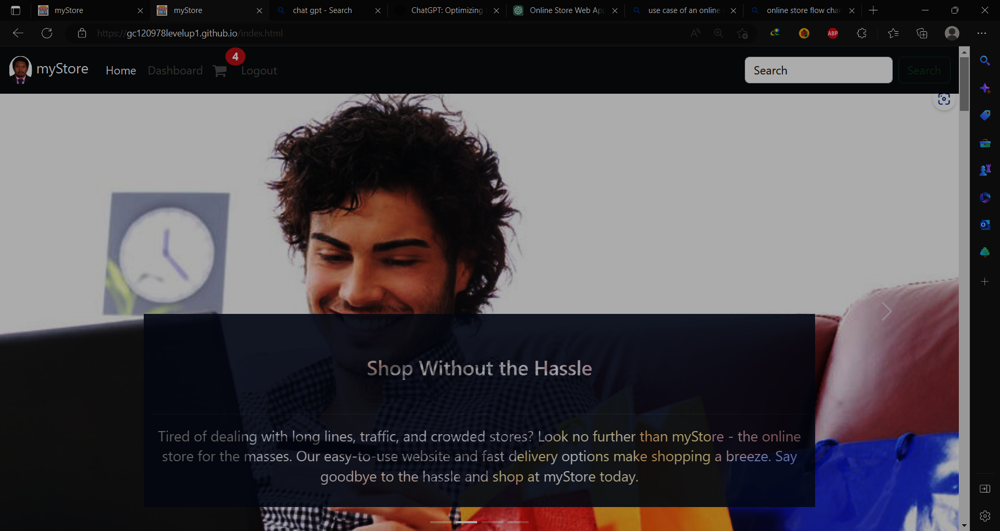 myStore
myStore
chat gpt - Search
ChatGPT: Optimizing
Online Store Web Ap
use case of an online
online store flow cha
https://gc120978levelup1.github.io/index.html
ABP
myStore
Home
Dashboard
4
Logout
Search
Search
Shop Without the Hassle
Tired of dealing with long lines, traffic, and crowded stores? Look no further than myStore - the online
store for the masses. Our easy-to-use website and fast delivery options make shopping a breeze. Say
goodbye to the hassle and shop at myStore today.